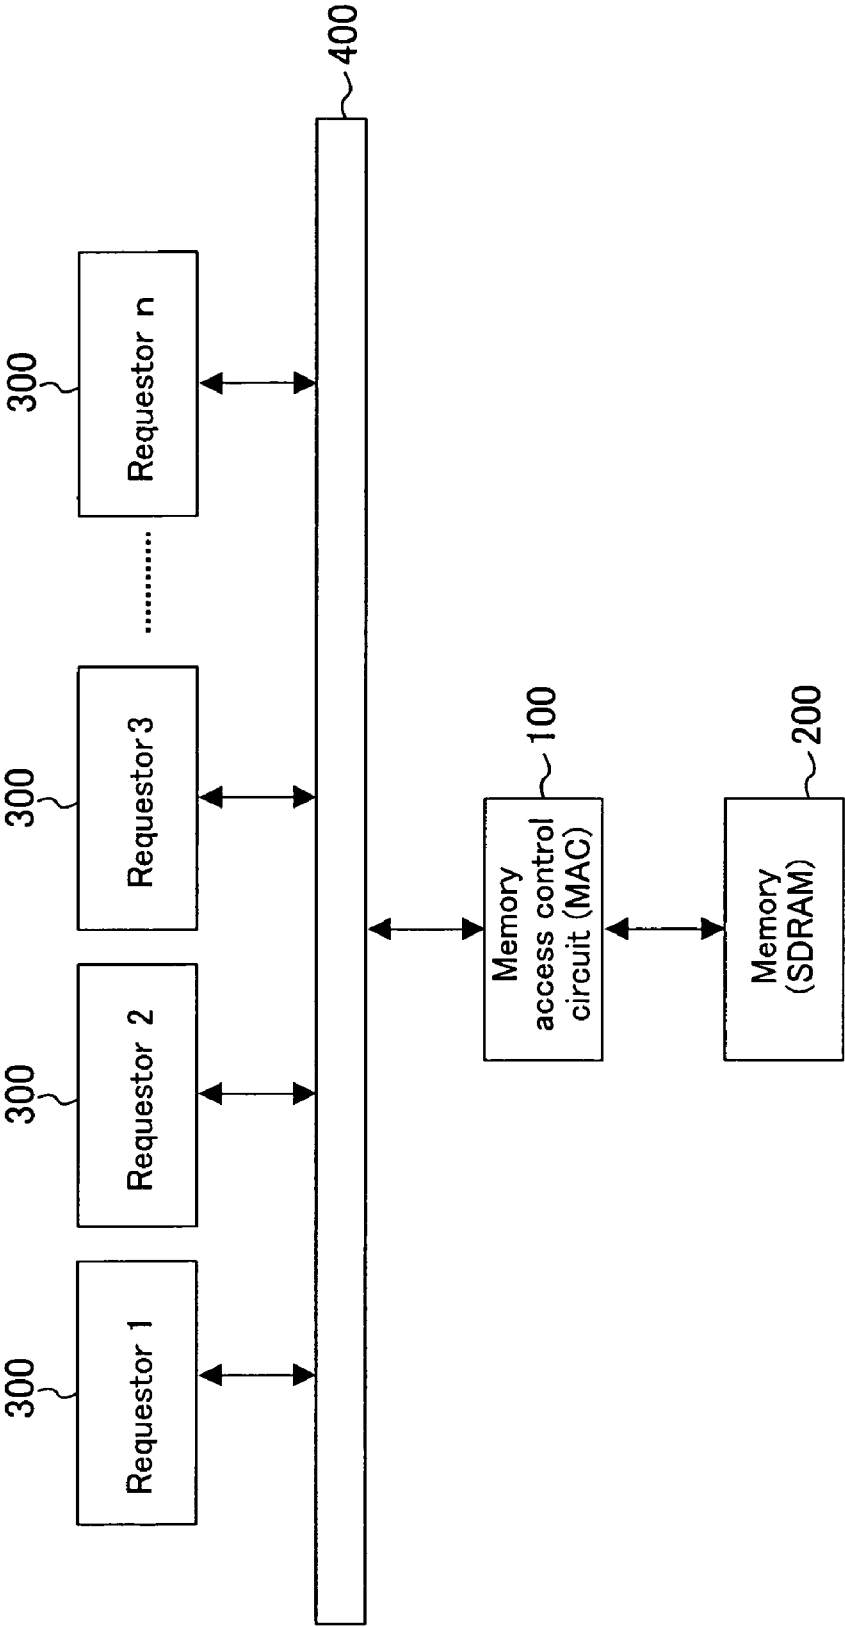 300
300
300
300
Requestor 1
Requestor 2
Requestor 3
............
Requestor n
400
Memory
access control
circuit (MAC)
100
Memory
(SDRAM)
200